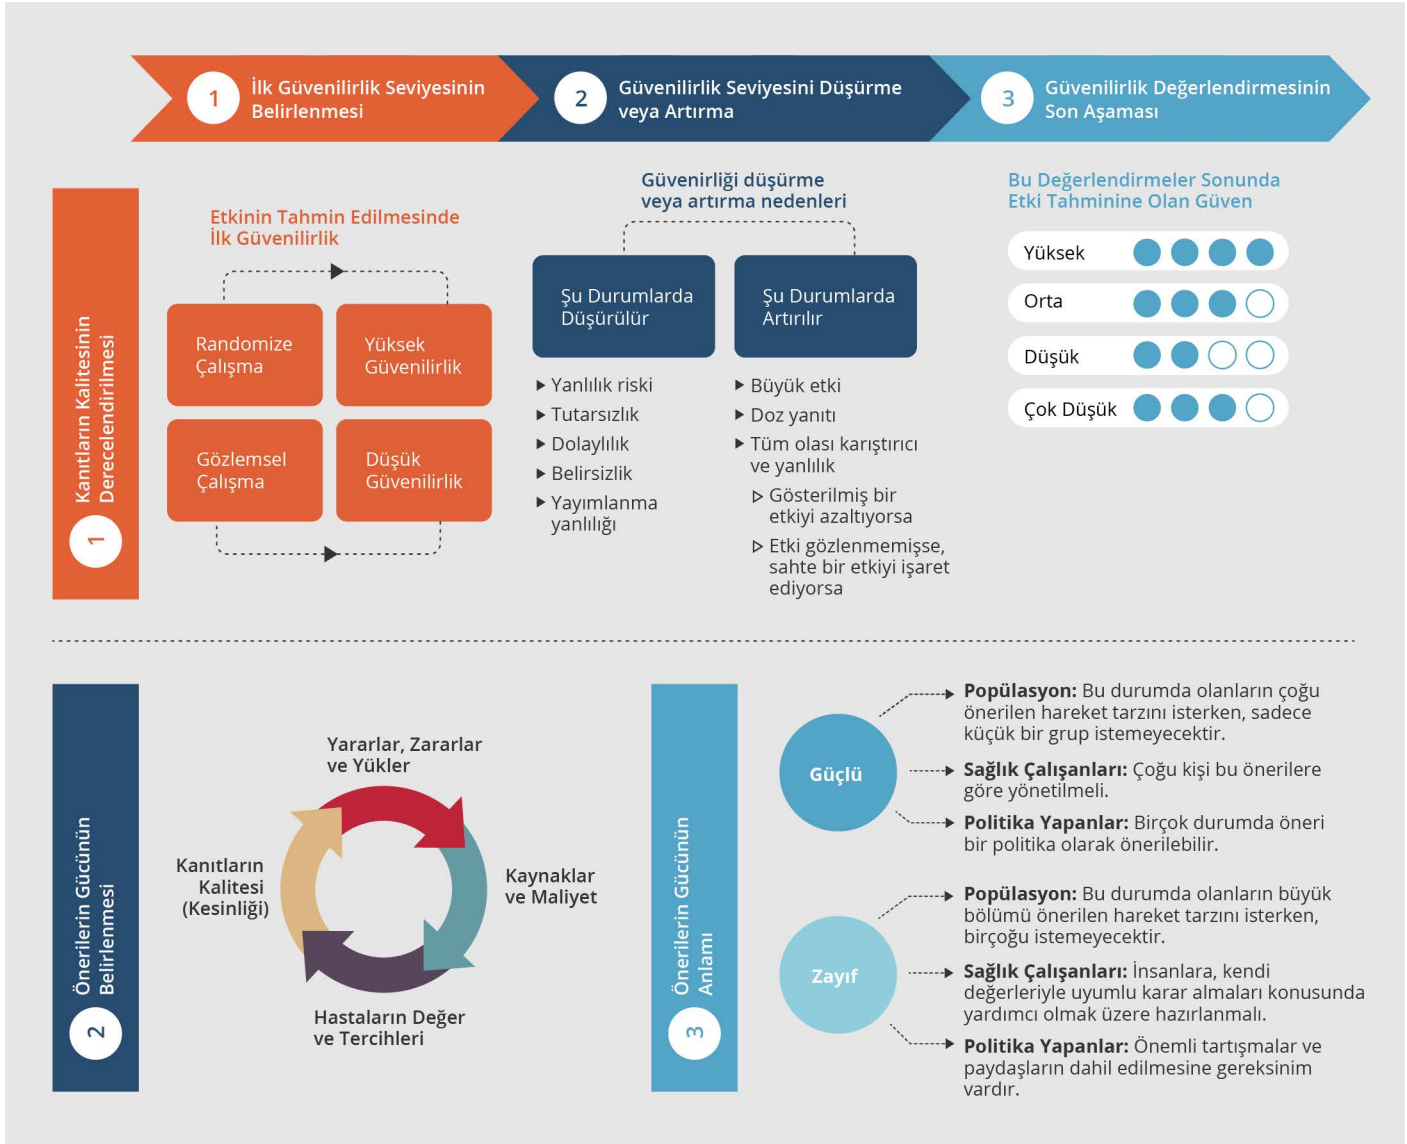 1
İlk Güvenilirlik Seviyesinin
Belirlenmesi
2
Güvenilirlik Seviyesini Düşürme
veya Artırma
3
Güvenilirlik Değerlendirmesinin
Son Aşaması
1
Kanıtların Kalitesinin
Derecelendirilmesi
Etkinin Tahmin Edilmesinde
İlk Güvenilirlik
Randomize
Çalışma
Yüksek
Güvenilirlik
Gözlemsel
Çalışma
Düşük
Güvenilirlik
Güvenirliği düşürme
veya artırma nedenleri
Şu Durumlarda
Düşürülür
Yanlılık riski
Tutarsızlık
Dolaylılık
Belirsizlik
Yayımlanma
yanlılığı
Şu Durumlarda
Artırılır
Büyük etki
Doz yanıtı
Tüm olası karıştırıcı
ve yanlılık
Gösterilmiş bir
etkiyi azaltıyorsa
Etki gözlenmemişse,
sahte bir etkiyi işaret
ediyorsa
Bu Değerlendirmeler Sonunda
Etki Tahminine Olan Güven
Yüksek
Orta
Düşük
Çok Düşük
2
Önerilerin Gücünün
Belirlenmesi
Yararlar, Zararlar
ve Yükler
Kaynaklar
ve Maliyet
Hastaların Değer
ve Tercihleri
Kanıtların
Kalitesi
(Kesinliği)
3
Önerilerin Gücünün
Anlamı
Güçlü
Popülasyon: Bu durumda olanların çoğu
önerilen hareket tarzını isterken, sadece
küçük bir grup istemeyecektir.
Sağlık Çalışanları: Çoğu kişi bu önerilere
göre yönetilmeli.
Politika Yapanlar: Birçok durumda öneri
bir politika olarak önerilebilir.
Zayıf
Popülasyon: Bu durumda olanların büyük
bölümü önerilen hareket tarzını isterken,
birçoğu istemeyecektir.
Sağlık Çalışanları: İnsanlara, kendi
değerleriyle uyumlu karar almaları konusunda
yardımcı olmak üzere hazırlanmalı.
Politika Yapanlar: Önemli tartışmalar ve
paydaşların dahil edilmesine gereksinim
vardır.